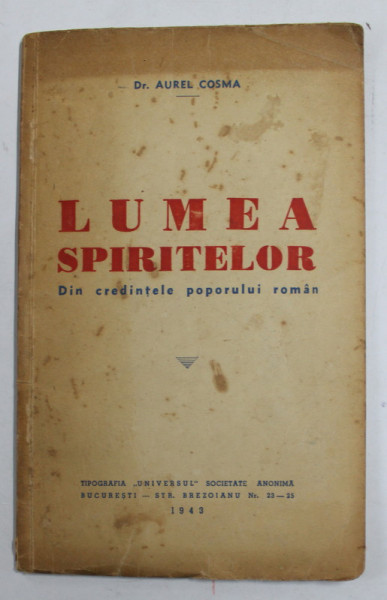 Dr. AUREL COSMA
LUMEA
SPIRITELOR
Din credințele poporului român
TIPOGRAFIA „UNIVERSUL" SOCIETATE ANONIMĂ
BUCUREȘTI — STR. BREZOIANU Nr. 23—25
1943